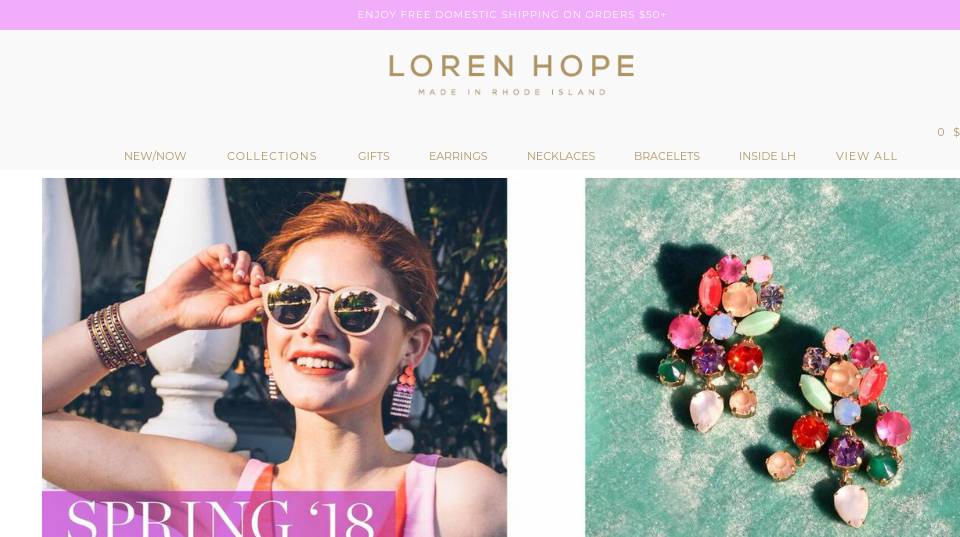 ENJOY FREE DOMESTIC SHIPPING ON ORDERS $50+
LOREN HOPE
MADE IN RHODE ISLAND
0 $
NEW/NOW COLLECTIONS GIFTS EARRINGS NECKLACES BRACELETS INSIDE LH VIEW ALL
SPRING ‘18